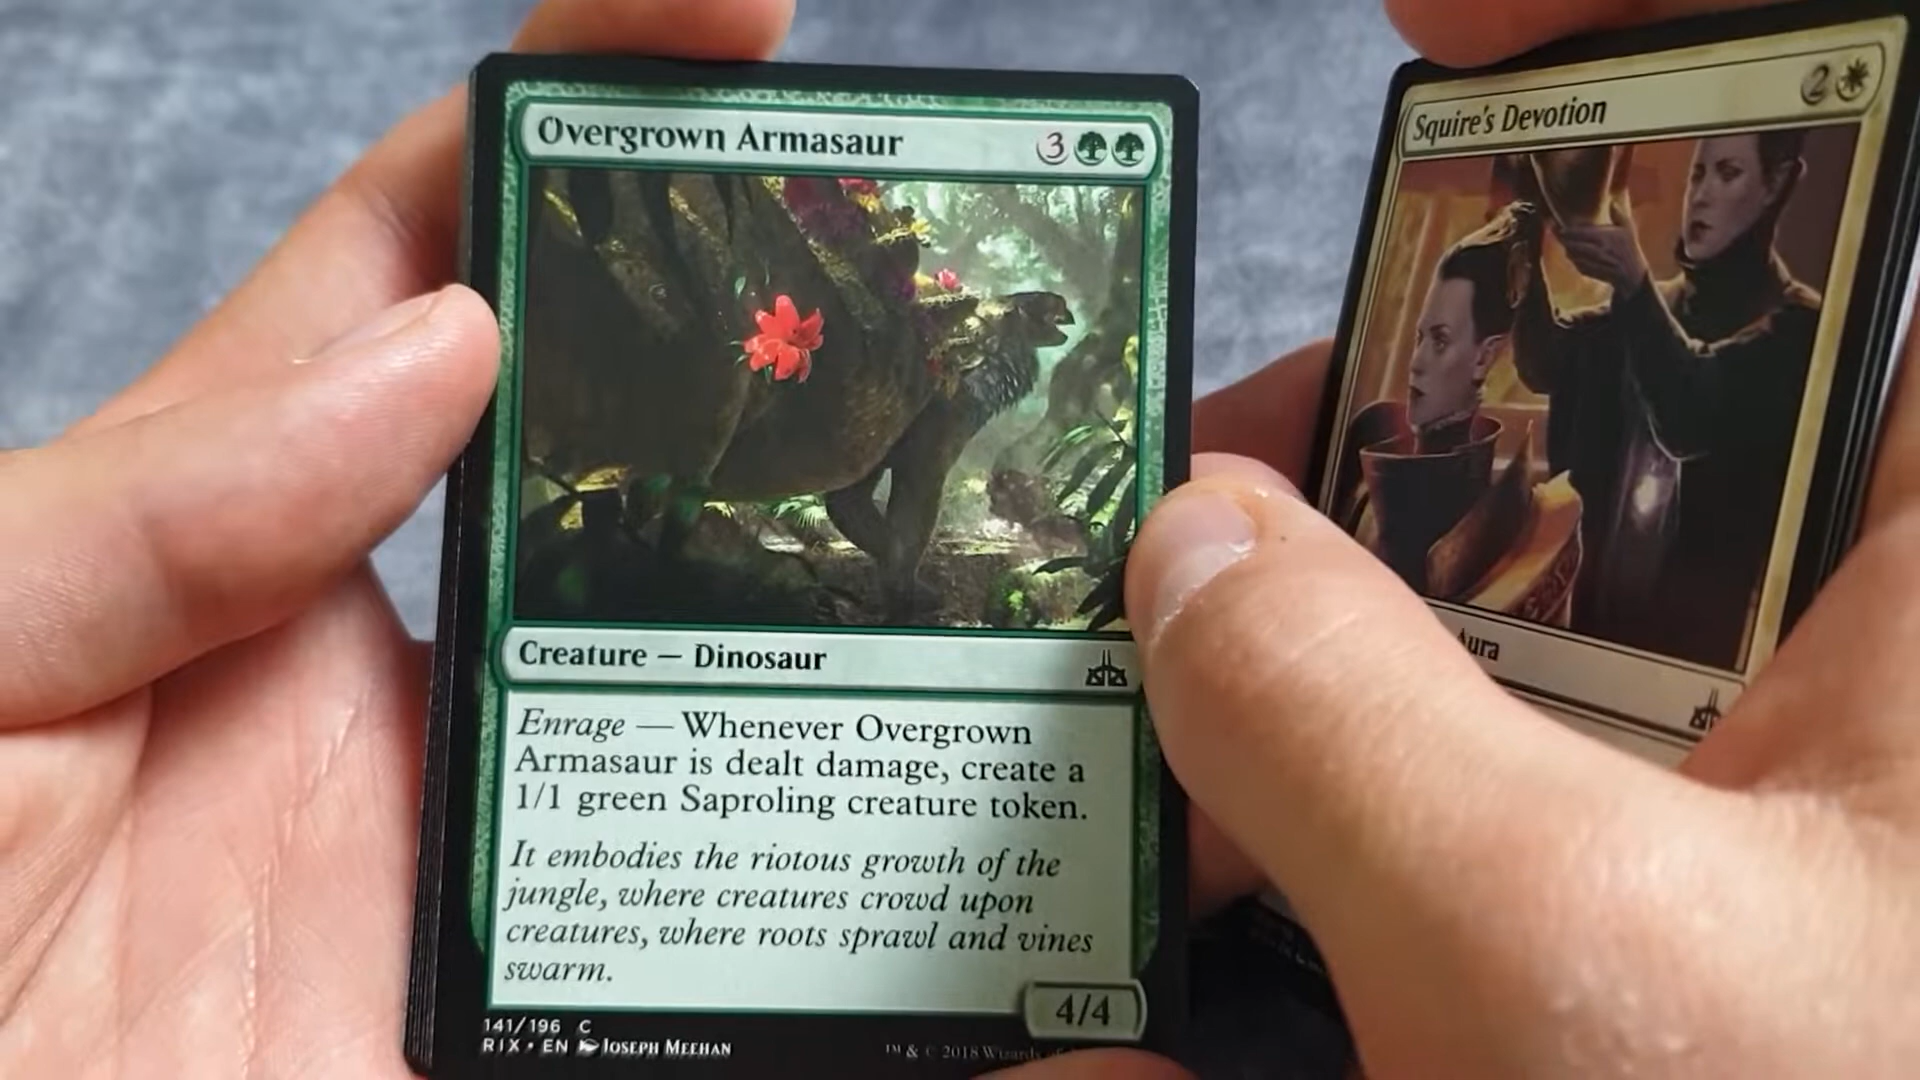 Overgrown Armasaur 3
Creature — Dinosaur
Enrage — Whenever Overgrown
Armasaur is dealt damage, create a
1/1 green Saproling creature token.
It embodies the riotous growth of the
jungle, where creatures crowd upon
creatures, where roots sprawl and vines
swarm.
4/4
141/196 C
RIX • EN JOSEPH MEEHAN
™ & © 2018 Wizards of
Squire's Devotion 2
Aura